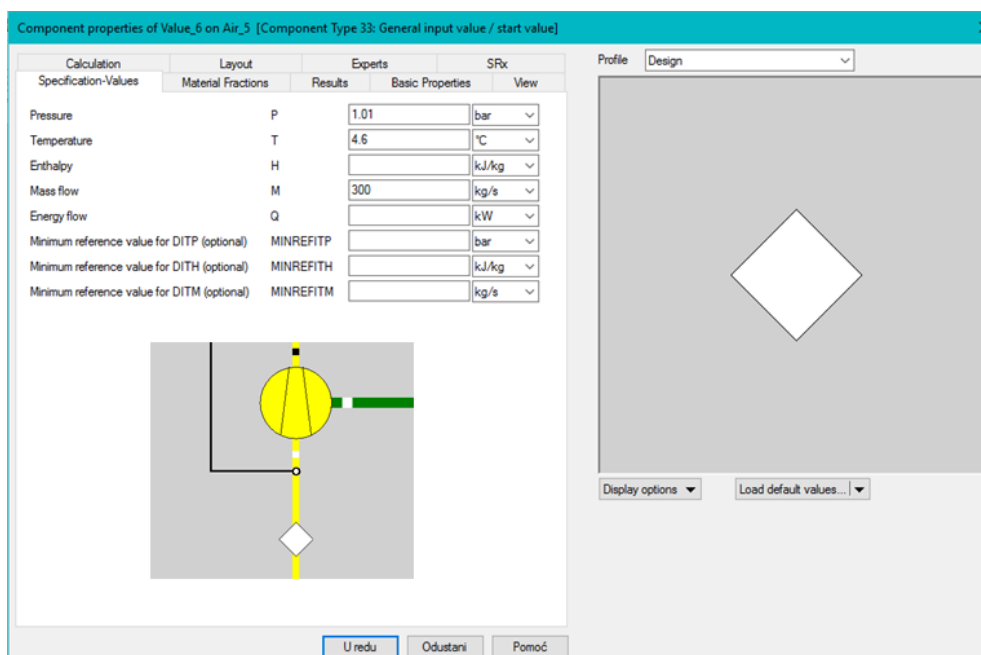 Component properties of Value_6 on Air_5 [Component Type 33: General input value / start value]
Calculation Layout Experts SRx
Specification-Values Material Fractions Results Basic Properties View
Profile Design
Pressure P 1.01 bar
Temperature T 4.6 °C
Enthalpy H kJ/kg
Mass flow M 300 kg/s
Energy flow Q kW
Minimum reference value for DITP (optional) MINREFITP bar
Minimum reference value for DITH (optional) MINREFITH kJ/kg
Minimum reference value for DITM (optional) MINREFITM kg/s
Display options Load default values...
U redu Odustani Pomoć